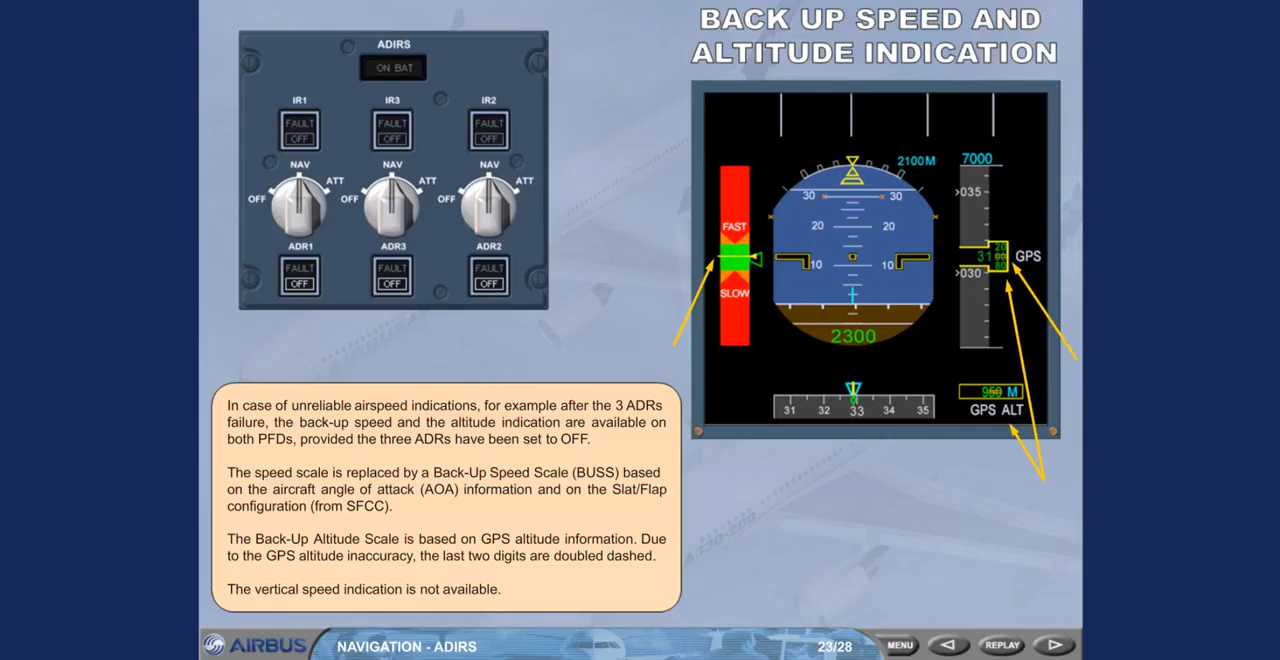 BACK UP SPEED AND
ALTITUDE INDICATION
ADIRS
ON BAT
IR1 IR3 IR2
FAULT FAULT FAULT
OFF OFF OFF
NAV NAV NAV
ATT ATT ATT
OFF OFF OFF
ADR1 ADR3 ADR2
FAULT FAULT FAULT
OFF OFF OFF
2100M 7000
30 30 035
FAST 20 20
20
31 00 GPS
80
10 10
030
SLOW
2300
950 M
31 32 33 34 35
GPS ALT
In case of unreliable airspeed indications, for example after the 3 ADRs
failure, the back-up speed and the altitude indication are available on
both PFDs, provided the three ADRs have been set to OFF.
The speed scale is replaced by a Back-Up Speed Scale (BUSS) based
on the aircraft angle of attack (AOA) information and on the Slat/Flap
configuration (from SFCC).
The Back-Up Altitude Scale is based on GPS altitude information. Due
to the GPS altitude inaccuracy, the last two digits are doubled dashed.
The vertical speed indication is not available.
AIRBUS NAVIGATION - ADIRS 23/28 MENU REPLAY